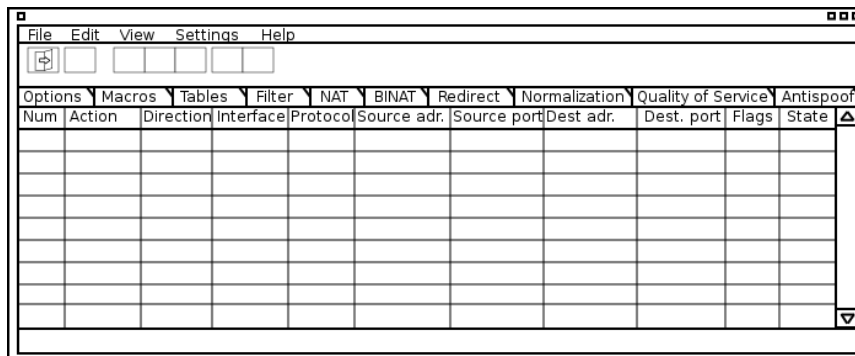 File Edit View Settings Help
Options Macros Tables Filter NAT BINAT Redirect Normalization Quality of Service Antispoof
Num Action Direction Interface Protocol Source adr. Source port Dest adr. Dest. port Flags State